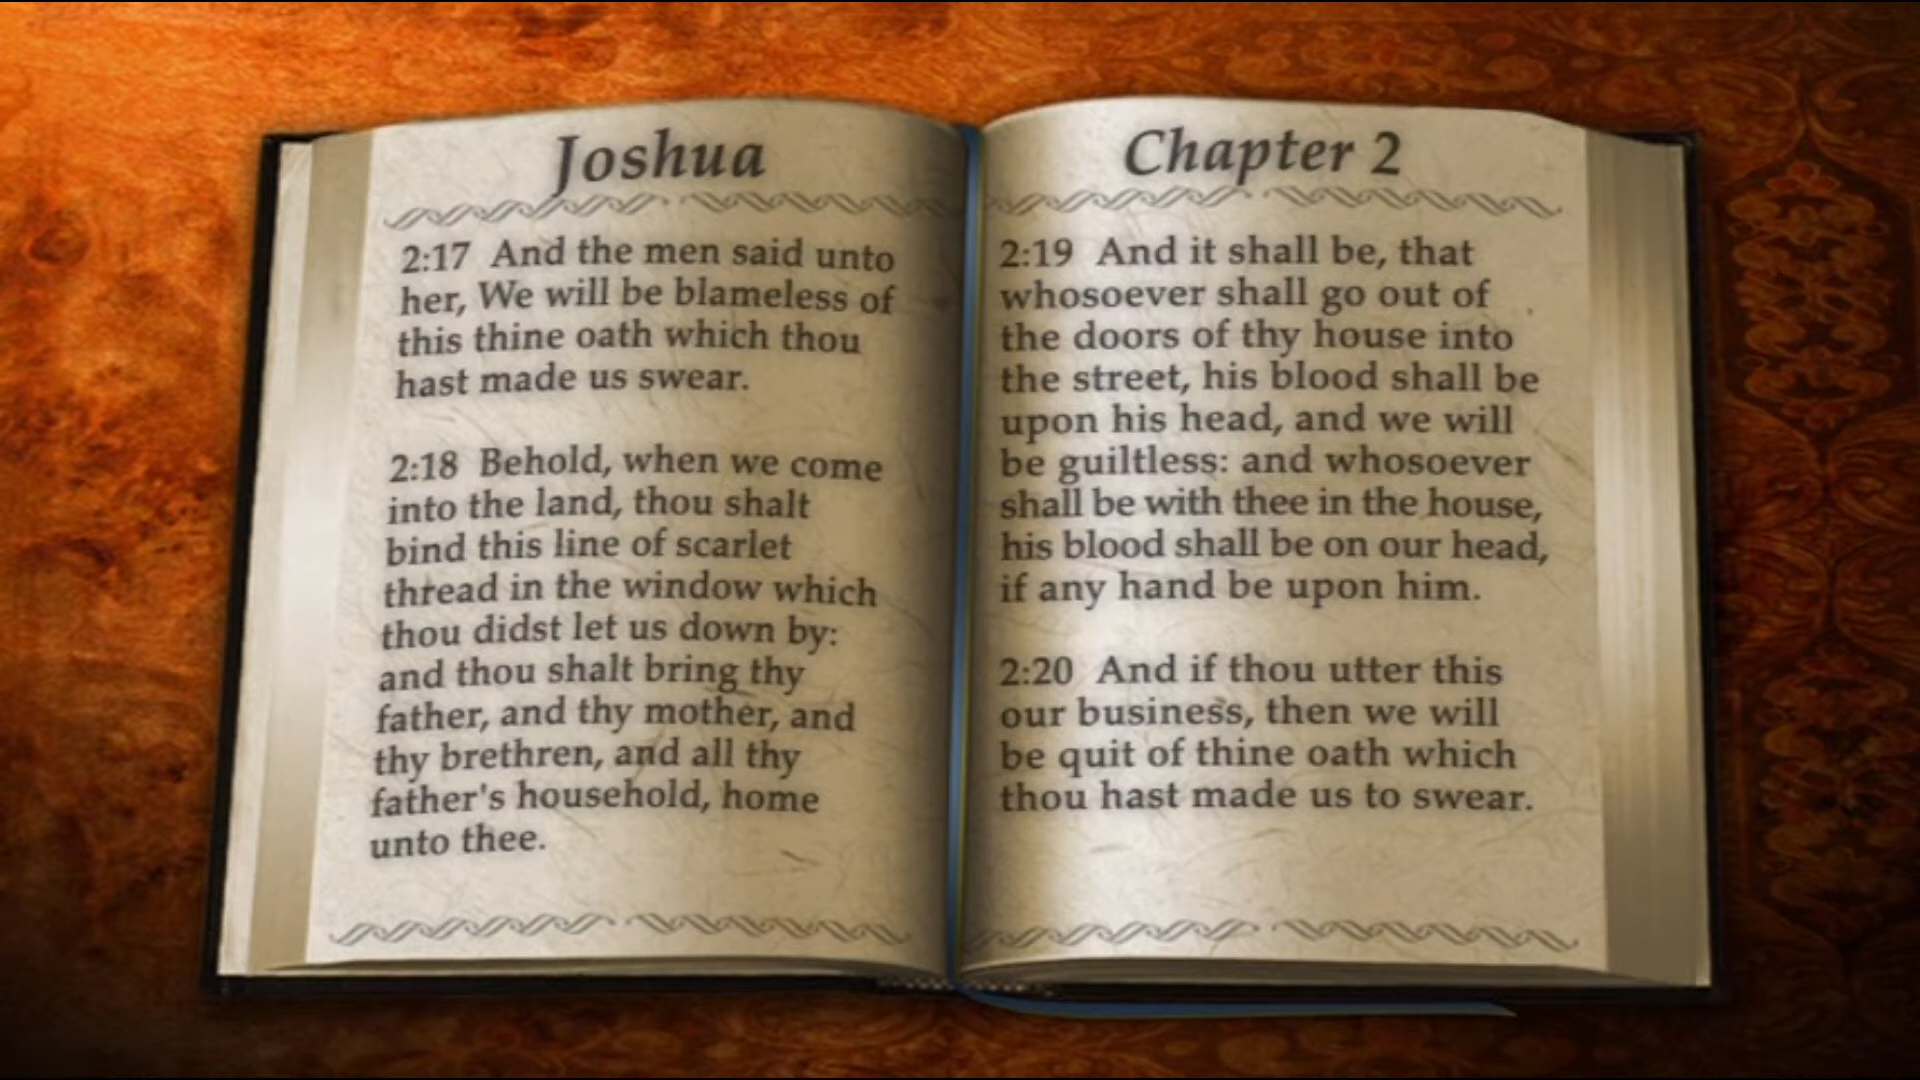 Joshua
2:17 And the men said unto
her, We will be blameless of
this thine oath which thou
hast made us swear.
2:18 Behold, when we come
into the land, thou shalt
bind this line of scarlet
thread in the window which
thou didst let us down by:
and thou shalt bring thy
father, and thy mother, and
thy brethren, and all thy
father's household, home
unto thee.
Chapter 2
2:19 And it shall be, that
whosoever shall go out of
the doors of thy house into
the street, his blood shall be
upon his head, and we will
be guiltless: and whosoever
shall be with thee in the house,
his blood shall be on our head,
if any hand be upon him.
2:20 And if thou utter this
our business, then we will
be quit of thine oath which
thou hast made us to swear.